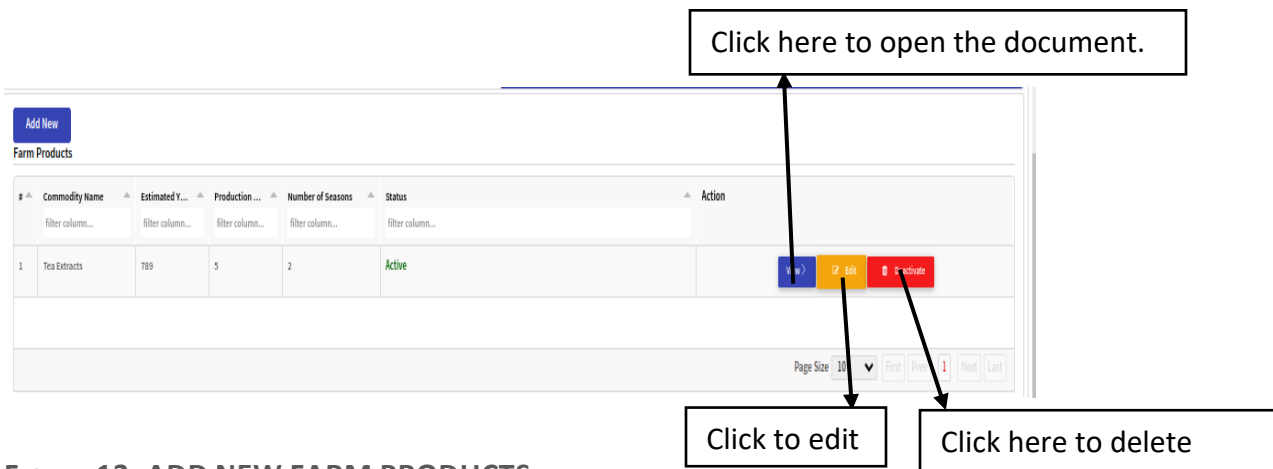 Click here to open the document.
Add New
Farm Products
# Commodity Name Estimated Y... Production ... Number of Seasons Status Action
filter column... filter column... filter column... filter column... filter column...
1 Tea Extracts 789 5 2 Active View Edit
Page Size 10 First Prev 1 Next Last
Click to edit
Click here to delete
12: ADD NEW FARM PRODUCTS